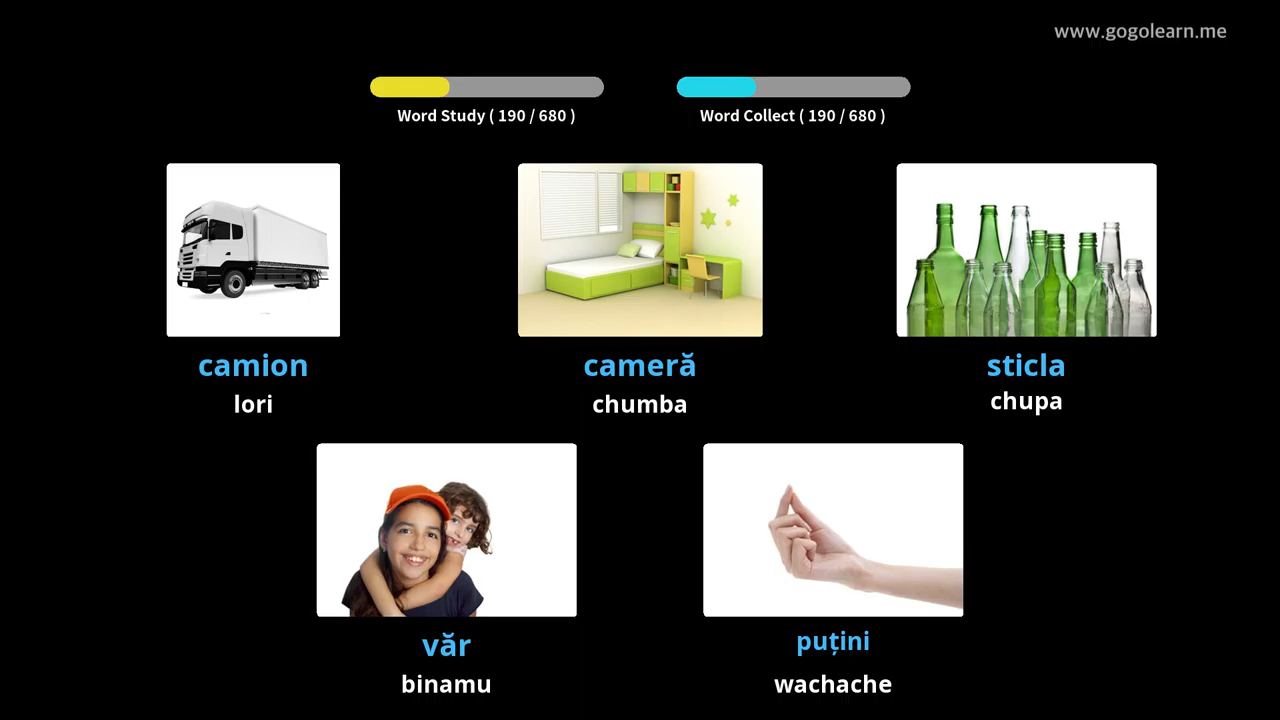 www.gogolearn.me
Word Study ( 190 / 680 )
Word Collect ( 190 / 680 )
camion
lori
cameră
chumba
sticla
chupa
văr
binamu
puțini
wachache